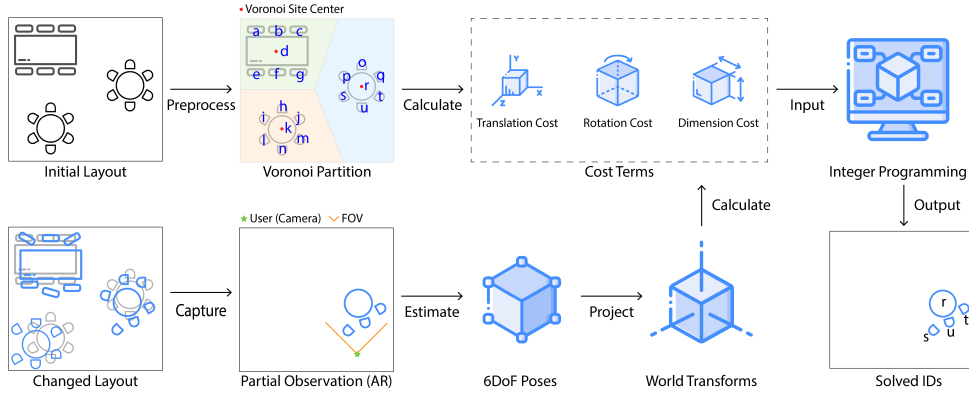 Voronoi Site Center
a b c
d
e f g
h
i j
k
l m
n
o
p q
r
s t
u
Initial Layout
Preprocess
Voronoi Partition
Calculate
Y
X
Z
Translation Cost
Rotation Cost
Dimension Cost
Cost Terms
Input
Integer Programming
Calculate
Output
User (Camera) FOV
Changed Layout
Capture
Partial Observation (AR)
Estimate
6DoF Poses
Project
World Transforms
r
t
s u
Solved IDs